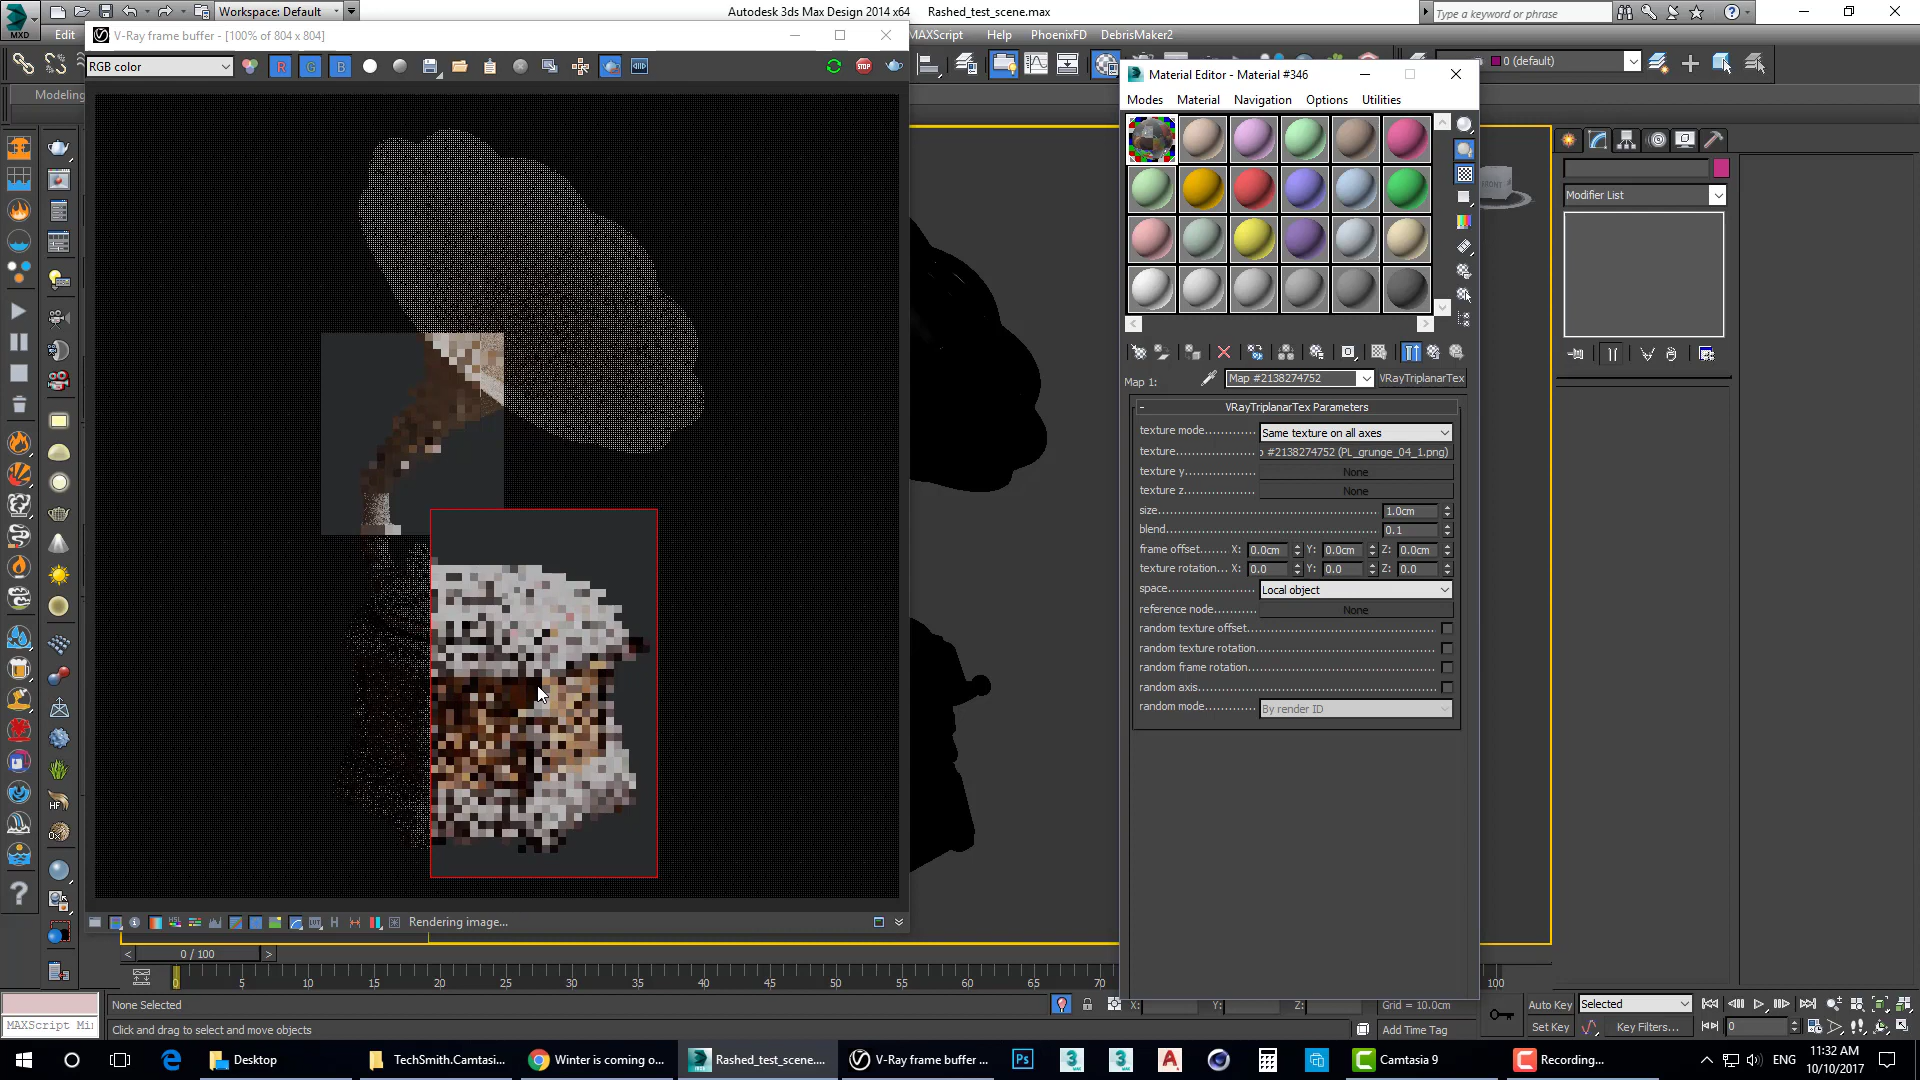 MXD
Workspace: Default
Autodesk 3ds Max Design 2014 x64
Rashed_test_scene.max
Type a keyword or phrase
Edit
MAXScript
Help
PhoenixFD
DebrisMaker2
V-Ray frame buffer - [100% of 804 x 804]
RGB color
R
G
B
0 (default)
Modeling
FRONT
Modifier List
Material Editor - Material #346
Modes
Material
Navigation
Options
Utilities
Map 1:
Map #2138274752
VRayTriplanarTex
VRayTriplanarTex Parameters
texture mode
Same texture on all axes
texture
#2138274752 (PL_grunge_04_1.png)
texture y
None
texture z
None
size
1.0cm
blend
0.1
frame offset
X:
0.0cm
Y:
0.0cm
Z:
0.0cm
texture rotation
X:
0.0
Y:
0.0
Z:
0.0
space
Local object
reference node
None
random texture offset
random texture rotation
random frame rotation
random axis
random mode
By render ID
HF
Rendering image...
0 / 100
0
5
10
15
20
25
30
35
40
45
50
55
60
65
70
100
None Selected
X:
Y:
Z:
Grid = 10.0cm
Auto Key
Selected
MAXScript Mi
Click and drag to select and move objects
Add Time Tag
Set Key
Key Filters...
0
Desktop
TechSmith.Camtasi...
Winter is coming o...
Rashed_test_scene....
V-Ray frame buffer ...
Ps
Camtasia 9
Recording...
ENG
11:32 AM
10/10/2017